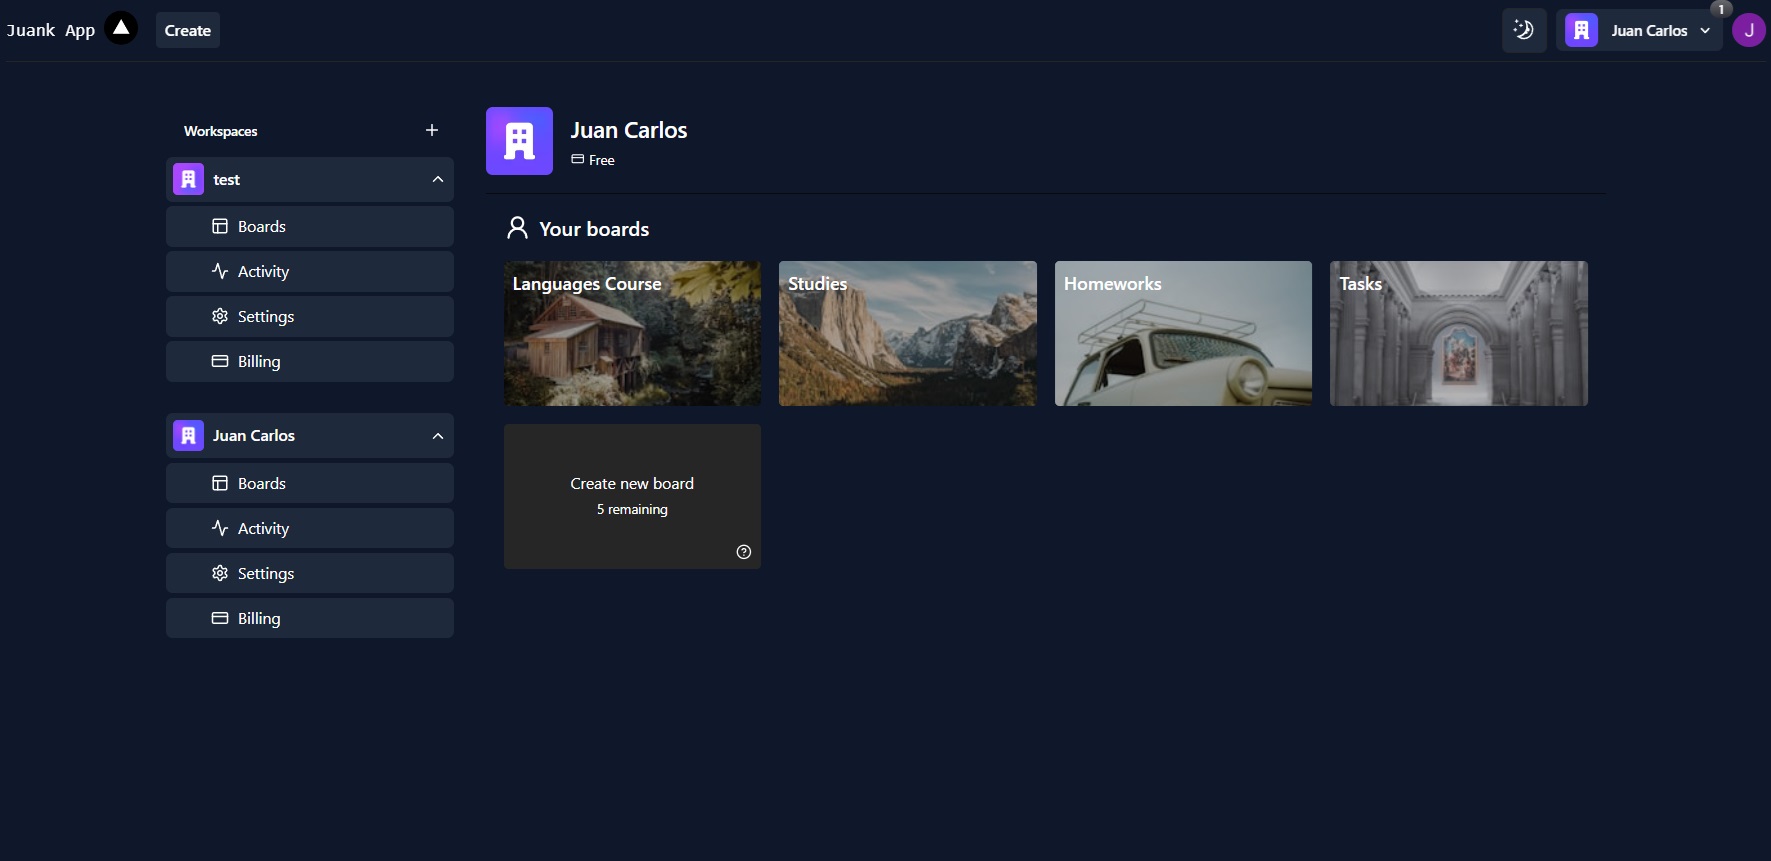 Juank App
Create
Juan Carlos
1
J
Workspaces
test
Boards
Activity
Settings
Billing
Juan Carlos
Boards
Activity
Settings
Billing
Juan Carlos
Free
Your boards
Languages Course
Studies
Homeworks
Tasks
Create new board
5 remaining